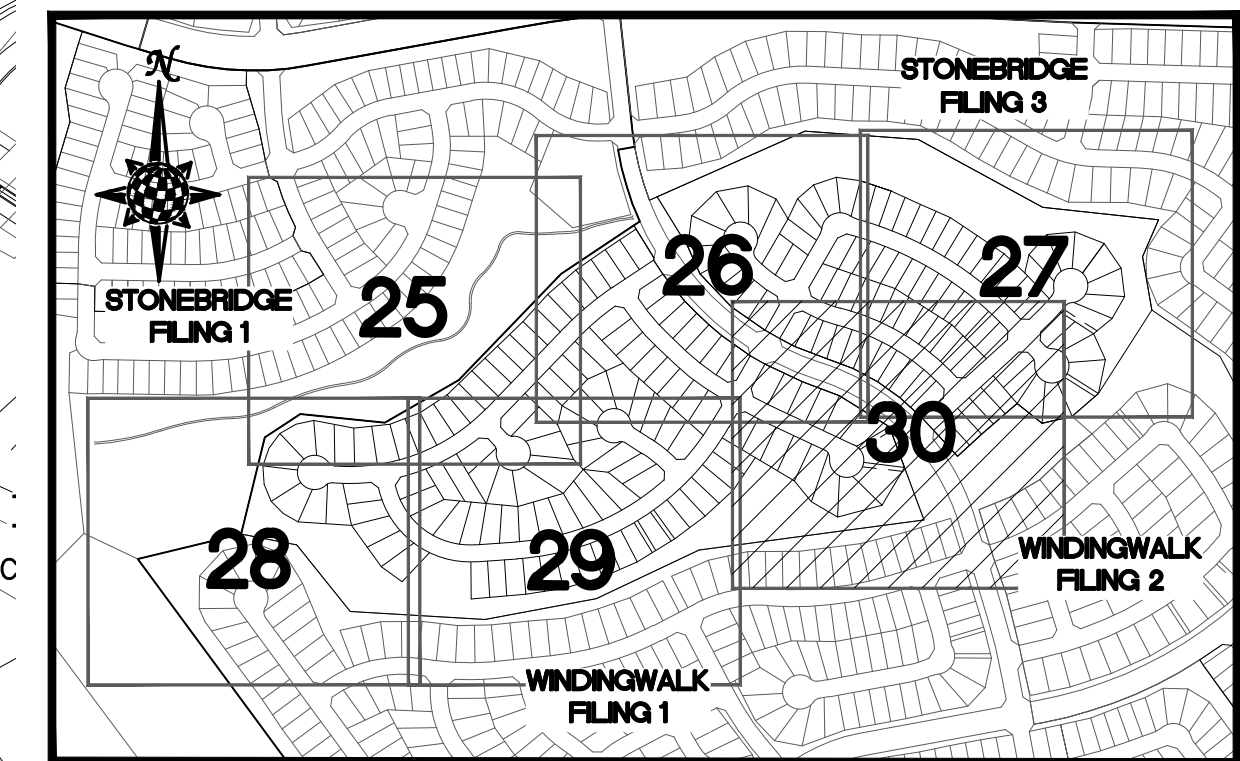 N
STONEBRIDGE
FILING 3
26
27
25
STONEBRIDGE
FILING 1
30
28
29
WINDINGWALK
FILING 2
WINDINGWALK
FILING 1
C